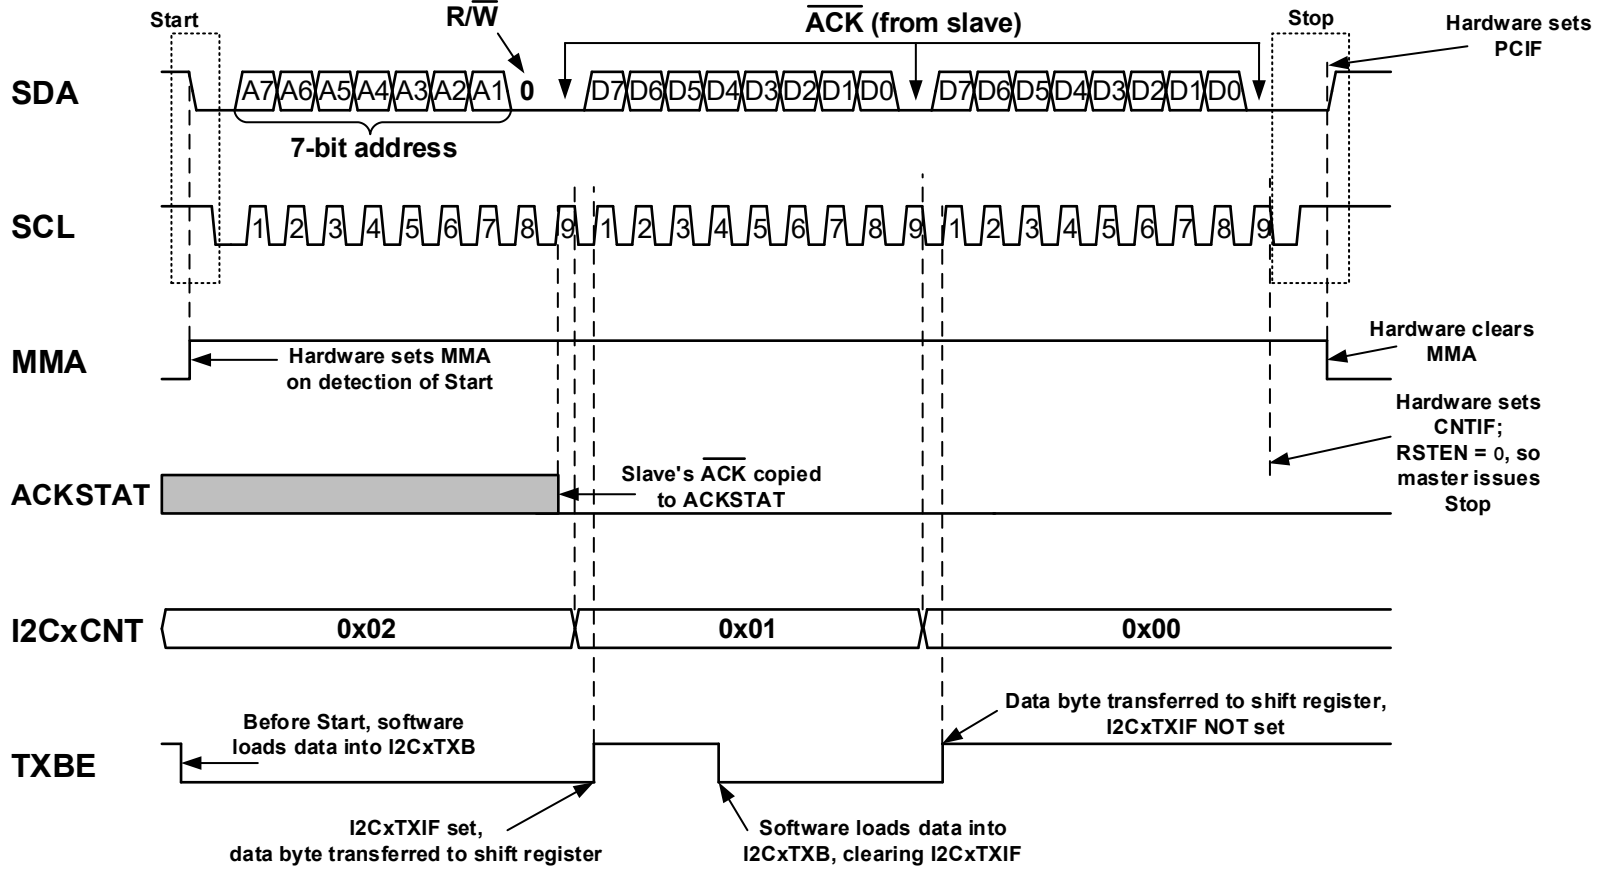 Start
R/W
ACK (from slave)
Stop
Hardware sets
PCIF
SDA
A7 A6 A5 A4 A3 A2 A1 0 D7 D6 D5 D4 D3 D2 D1 D0 D7 D6 D5 D4 D3 D2 D1 D0
7-bit address
SCL
1 2 3 4 5 6 7 8 9 1 2 3 4 5 6 7 8 9 1 2 3 4 5 6 7 8 9
MMA
Hardware sets MMA
on detection of Start
Hardware clears
MMA
Hardware sets
CNTIF;
RSTEN = 0, so
master issues
Stop
ACKSTAT
Slave's ACK copied
to ACKSTAT
I2CxCNT
0x02 0x01 0x00
TXBE
Before Start, software
loads data into I2CxTXB
Data byte transferred to shift register,
I2CxTXIF NOT set
I2CxTXIF set,
data byte transferred to shift register
Software loads data into
I2CxTXB, clearing I2CxTXIF